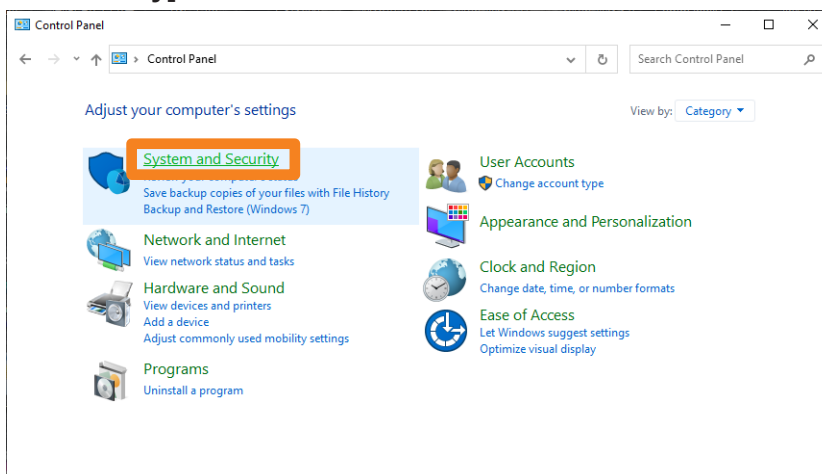 Control Panel
Control Panel
Search Control Panel
Adjust your computer's settings
View by: Category
System and Security
Save backup copies of your files with File History
Backup and Restore (Windows 7)
Network and Internet
View network status and tasks
Hardware and Sound
View devices and printers
Add a device
Adjust commonly used mobility settings
Programs
Uninstall a program
User Accounts
Change account type
Appearance and Personalization
Clock and Region
Change date, time, or number formats
Ease of Access
Let Windows suggest settings
Optimize visual display